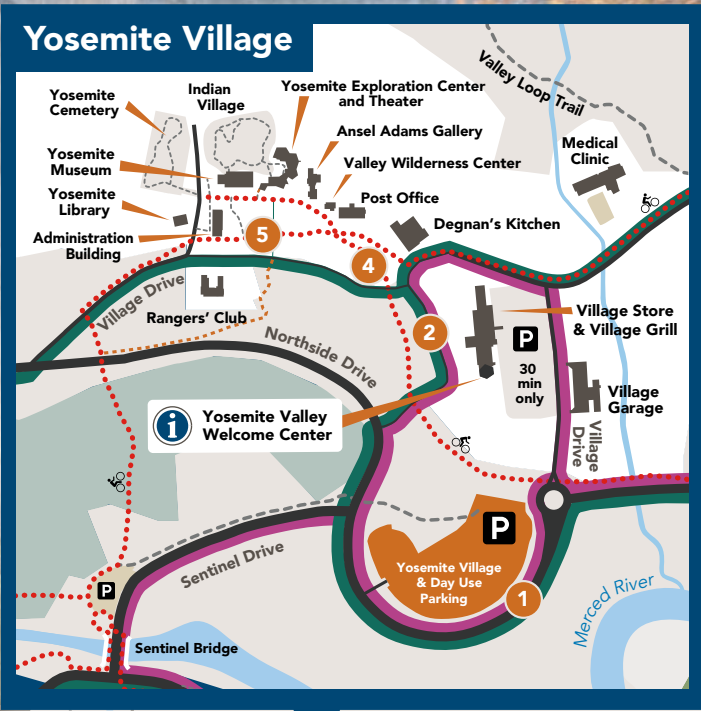 Yosemite Village
Yosemite
Cemetery
Indian
Village
Yosemite Exploration Center
and Theater
Ansel Adams Gallery
Valley Wilderness Center
Post Office
Degnan's Kitchen
Valley Loop Trail
Medical
Clinic
Yosemite
Museum
Yosemite
Library
Administration
Building
5
4
2
Village Drive
Rangers' Club
Northside Drive
Village Store
& Village Grill
P
30
min
only
Village
Garage
Village
Drive
i
Yosemite Valley
Welcome Center
P
Yosemite Village
& Day Use
Parking
1
Sentinel Drive
P
Sentinel Bridge
Merced River